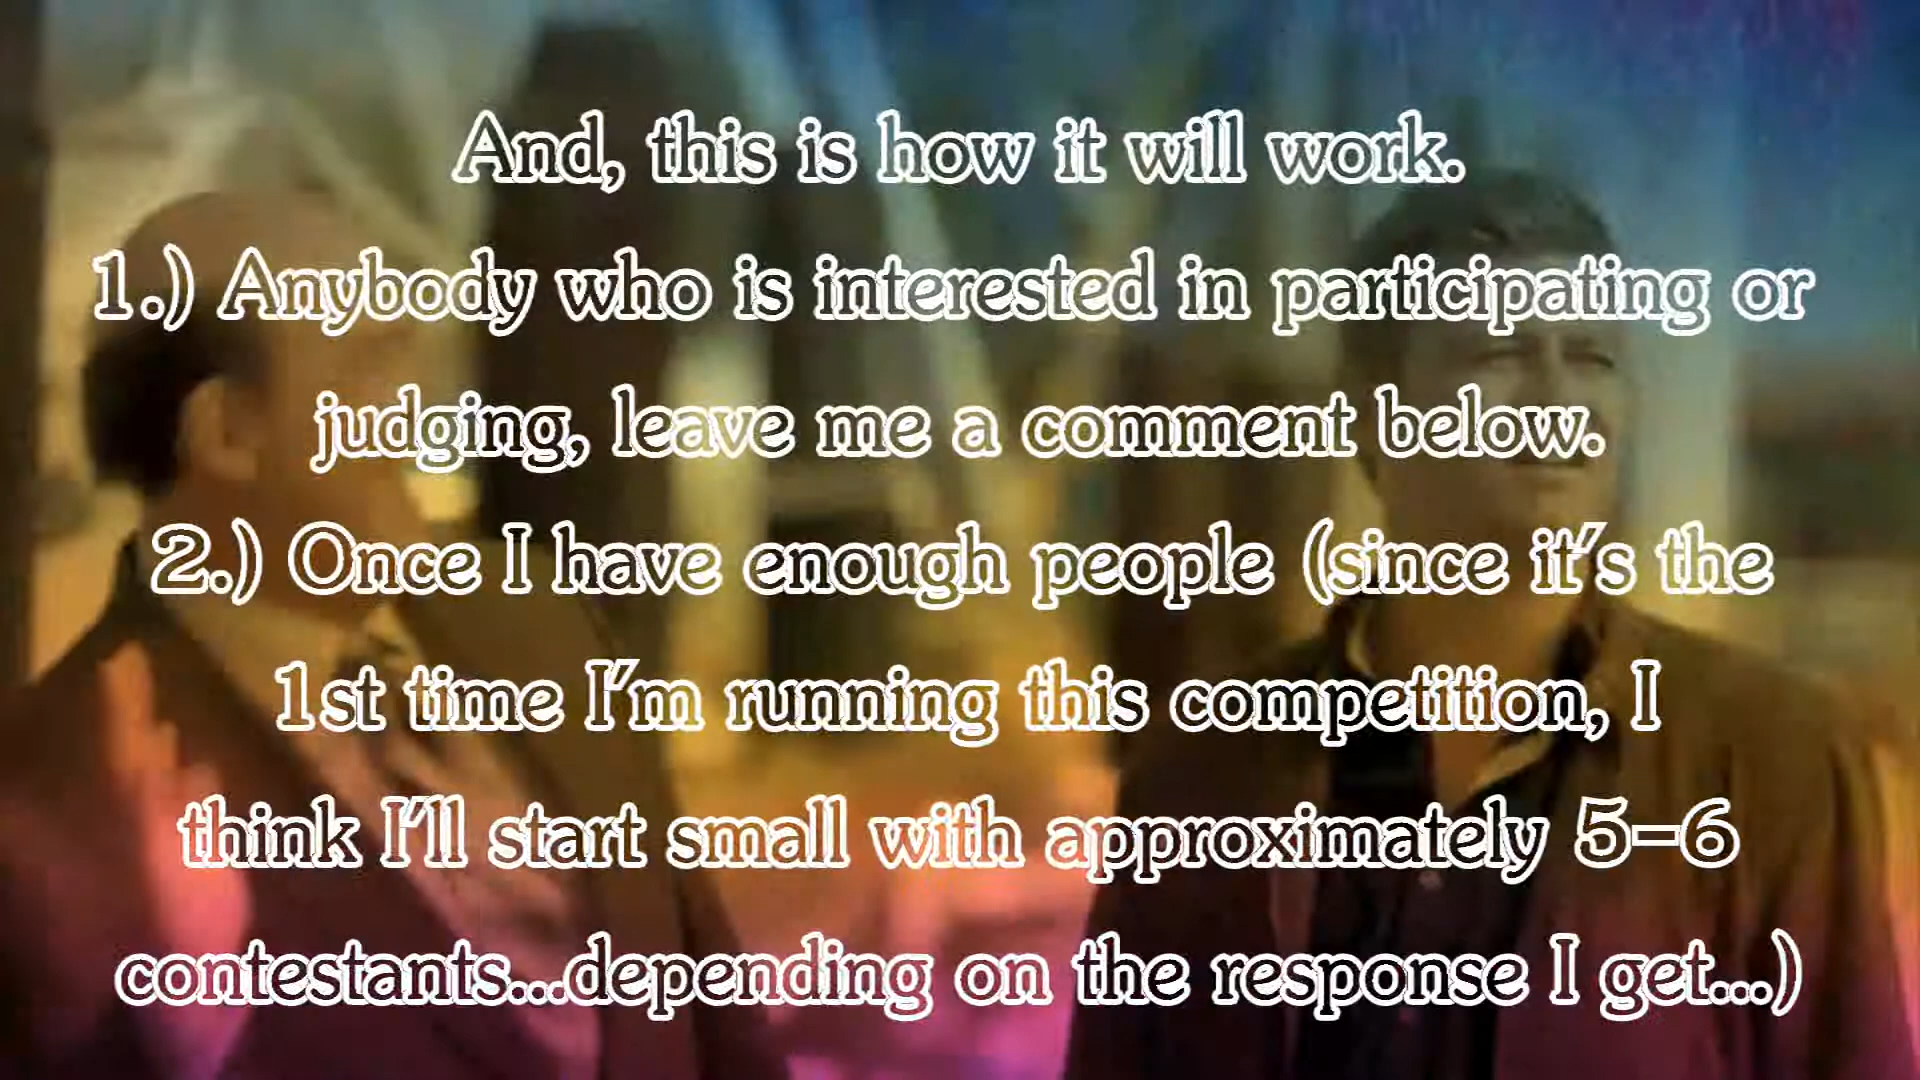 And, this is how it will work.
1.) Anybody who is interested in participating or
judging, leave me a comment below.
2.) Once I have enough people (since it's the
1st time I'm running this competition, I
think I'll start small with approximately 5-6
contestants...depending on the response I get...)